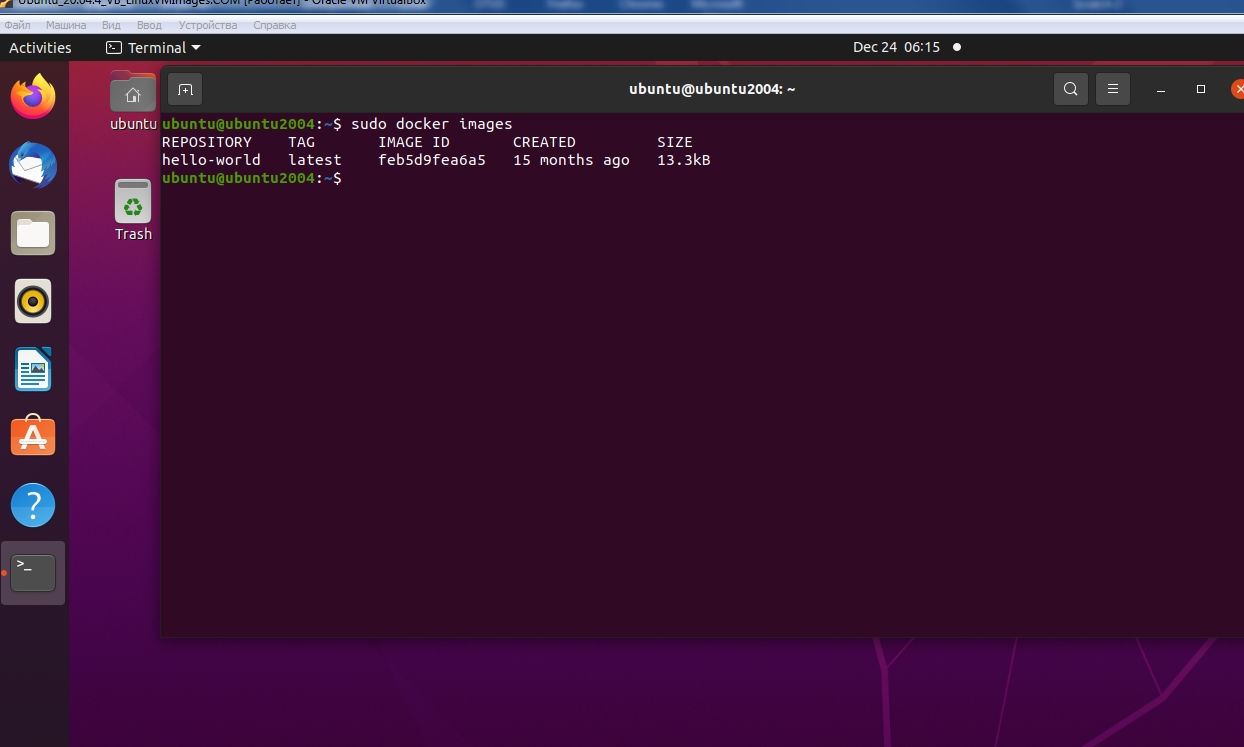 Ubuntu_20.04.4_VB_LinuxVMImages.COM [Работает] - Oracle VM VirtualBox
Файл Машина Вид Ввод Устройства Справка
Activities Terminal Dec 24 06:15
ubuntu@ubuntu2004: ~
ubuntu
ubuntu@ubuntu2004:~$ sudo docker images
REPOSITORY TAG IMAGE ID CREATED SIZE
hello-world latest feb5d9fea6a5 15 months ago 13.3kB
ubuntu@ubuntu2004:~$
Trash